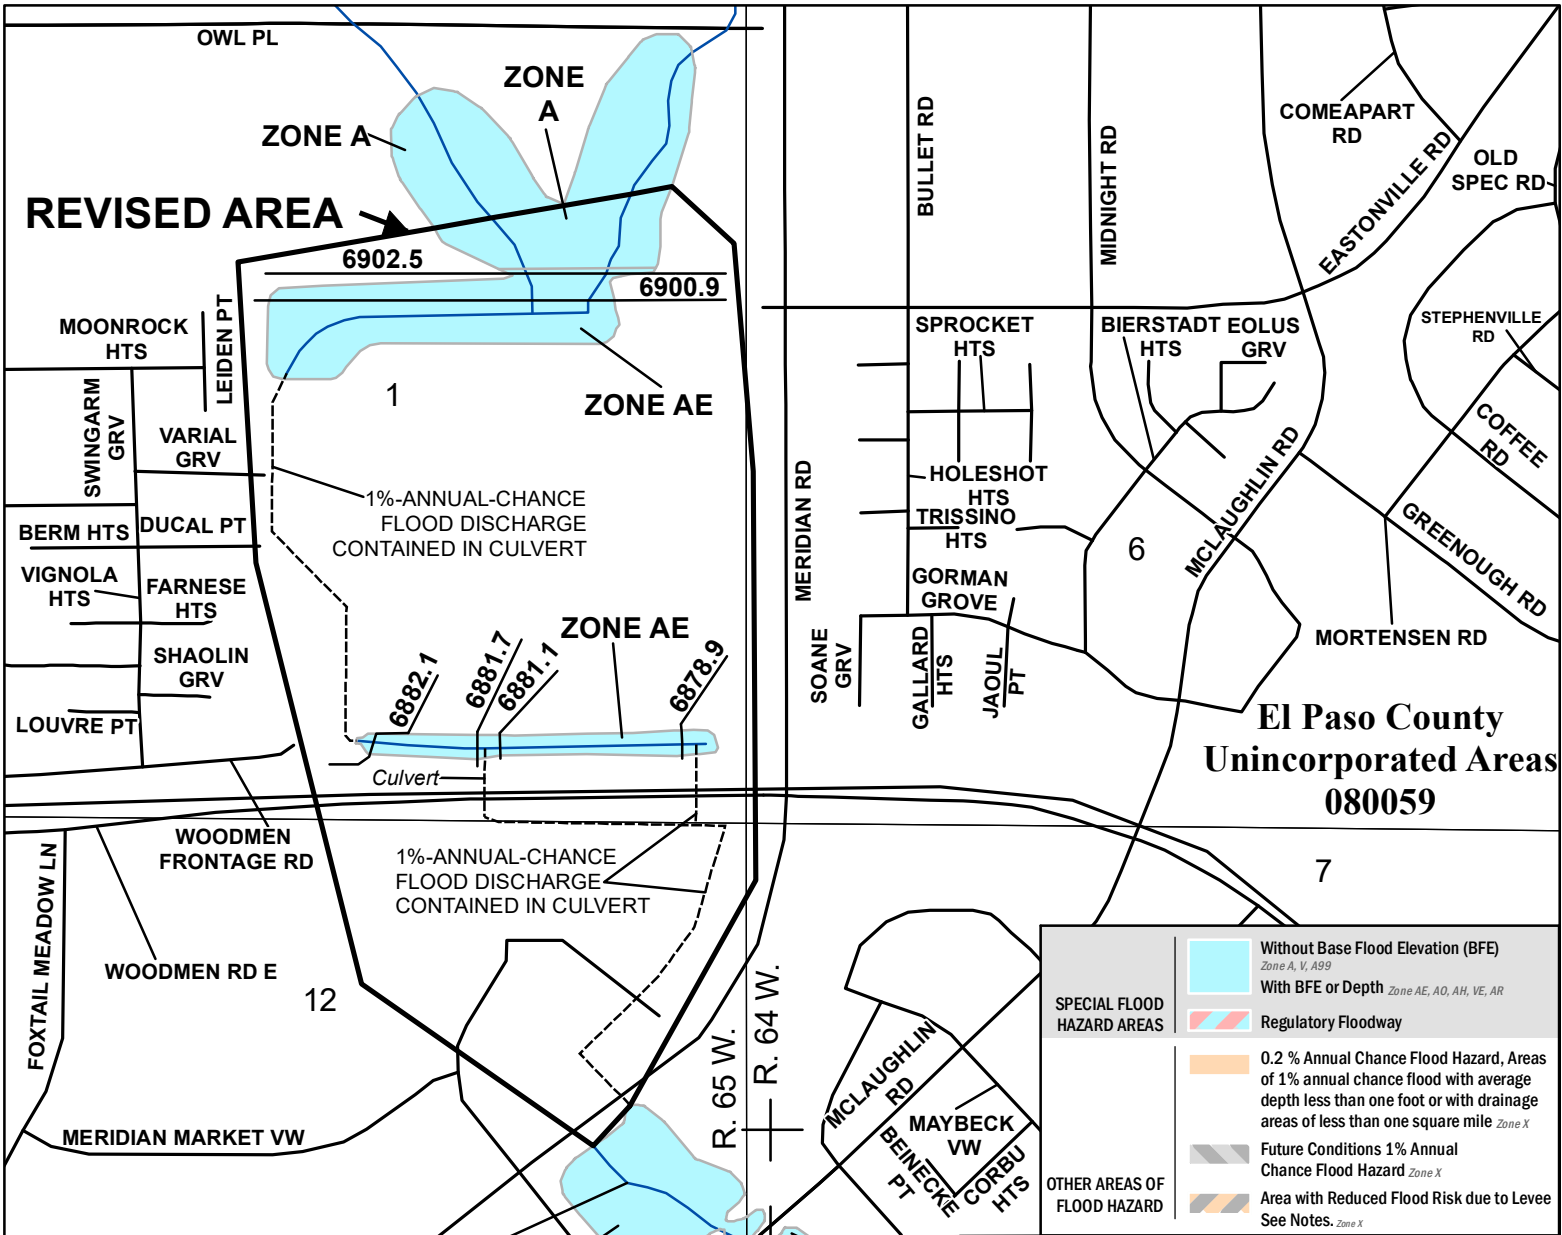 OWL PL
ZONE
A
ZONE A
REVISED AREA
6902.5
6900.9
MOONROCK
HTS
LEIDEN PT
SWINGARM
GRV
VARIAL
GRV
1
ZONE AE
1%-ANNUAL-CHANCE
FLOOD DISCHARGE
CONTAINED IN CULVERT
BERM HTS
DUCAL PT
VIGNOLA
HTS
FARNESE
HTS
SHAOLIN
GRV
LOUVRE PT
ZONE AE
6882.1
6881.7
6881.1
6878.9
Culvert
WOODMEN
FRONTAGE RD
1%-ANNUAL-CHANCE
FLOOD DISCHARGE
CONTAINED IN CULVERT
FOXTAIL MEADOW LN
WOODMEN RD E
12
MERIDIAN MARKET VW
R. 65 W.
R. 64 W.
MERIDIAN RD
BULLET RD
MIDNIGHT RD
COMEAPART
RD
EASTONVILLE RD
OLD
SPEC RD
SPROCKET
HTS
BIERSTADT
HTS
EOLUS
GRV
STEPHENVILLE
RD
COFFEE
RD
HOLESHOT
HTS
TRISSINO
HTS
6
MCLAUGHLIN RD
GREENOUGH RD
GORMAN
GROVE
MORTENSEN RD
SOANE
GRV
GALLARD
HTS
JAOUL
PT
El Paso County
Unincorporated Areas
080059
7
MCLAUGHLIN
RD
MAYBECK
VW
BEINECKE
PT
CORBU
HTS
SPECIAL FLOOD
HAZARD AREAS
Without Base Flood Elevation (BFE)
Zone A, V, A99
With BFE or Depth Zone AE, AO, AH, VE, AR
Regulatory Floodway
OTHER AREAS OF
FLOOD HAZARD
0.2 % Annual Chance Flood Hazard, Areas
of 1% annual chance flood with average
depth less than one foot or with drainage
areas of less than one square mile Zone X
Future Conditions 1% Annual
Chance Flood Hazard Zone X
Area with Reduced Flood Risk due to Levee
See Notes. Zone X